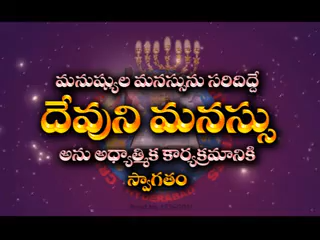 మనుష్యుల మనస్సును సరిదిద్దే
దేవుని మనస్సు
అను అధ్యాత్మిక కార్యక్రమానికి
స్వాగతం